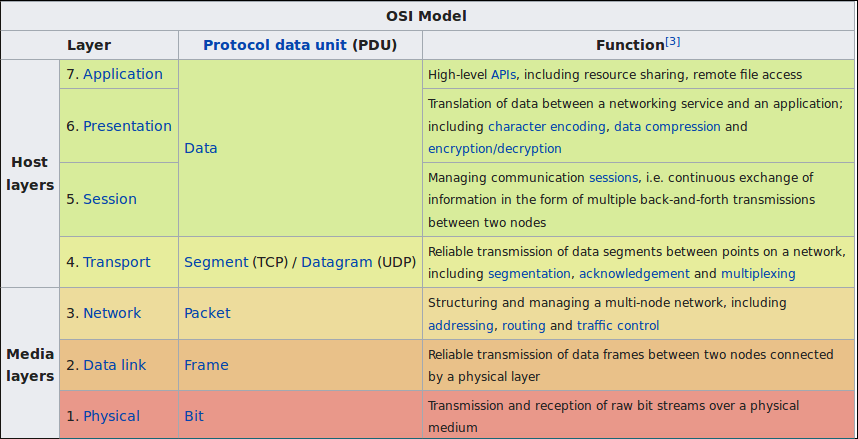 OSI Model
Layer Protocol data unit (PDU) Function[3]
Host layers
7. Application
Data
High-level APIs, including resource sharing, remote file access
6. Presentation
Translation of data between a networking service and an application;
including character encoding, data compression and
encryption/decryption
5. Session
Managing communication sessions, i.e. continuous exchange of
information in the form of multiple back-and-forth transmissions
between two nodes
4. Transport
Segment (TCP) / Datagram (UDP)
Reliable transmission of data segments between points on a network,
including segmentation, acknowledgement and multiplexing
Media layers
3. Network
Packet
Structuring and managing a multi-node network, including
addressing, routing and traffic control
2. Data link
Frame
Reliable transmission of data frames between two nodes connected
by a physical layer
1. Physical
Bit
Transmission and reception of raw bit streams over a physical
medium